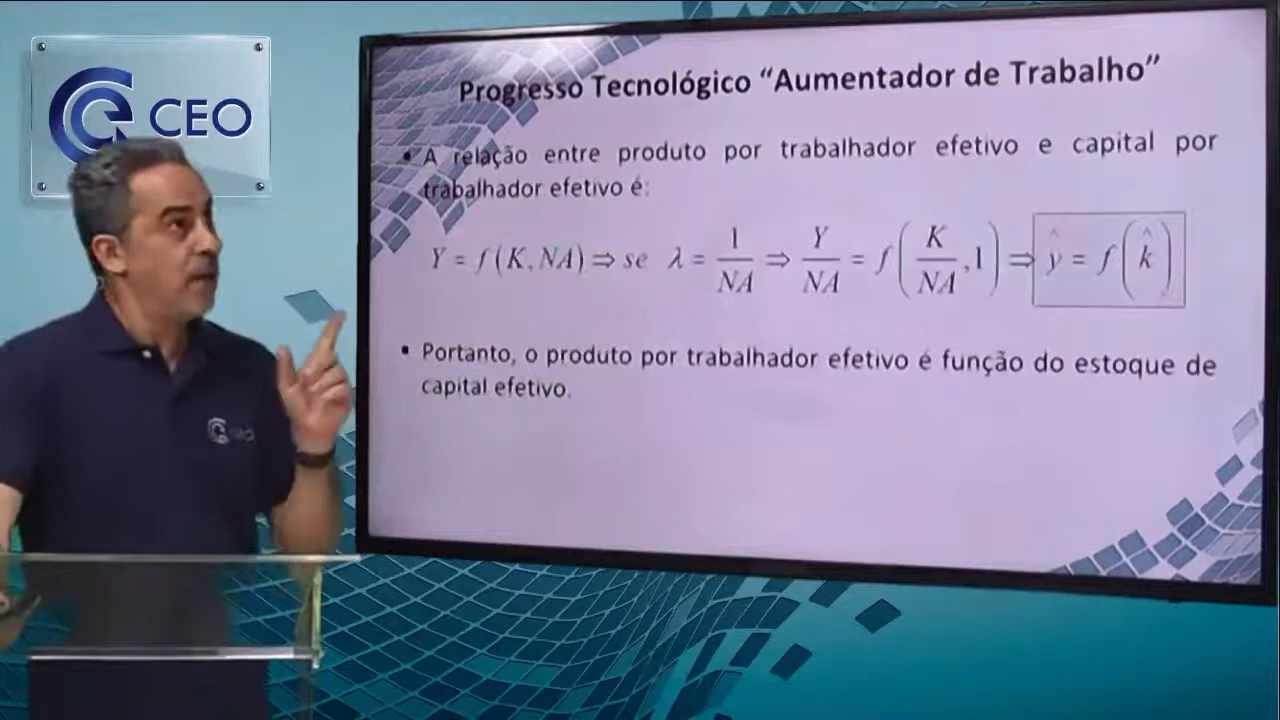 CEO
Progresso Tecnológico “Aumentador de Trabalho”
• A relação entre produto por trabalhador efetivo e capital por
trabalhador efetivo é:
Y = f(K, NA) ⇒ se λ = 1/NA ⇒ Y/NA = f(K/NA, 1) ⇒ ŷ = f(k̂)
▪ Portanto, o produto por trabalhador efetivo é função do estoque de
capital efetivo.